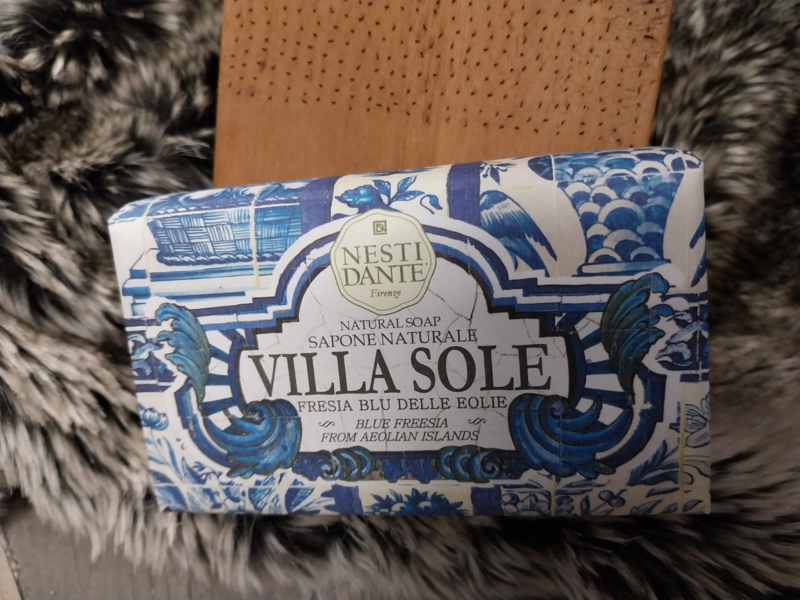 NESTI
DANTE
Firenze
NATURAL SOAP
SAPONE NATURALE
VILLA SOLE
FRESIA BLU DELLE EOLIE
BLUE FREESIA
FROM AEOLIAN ISLANDS